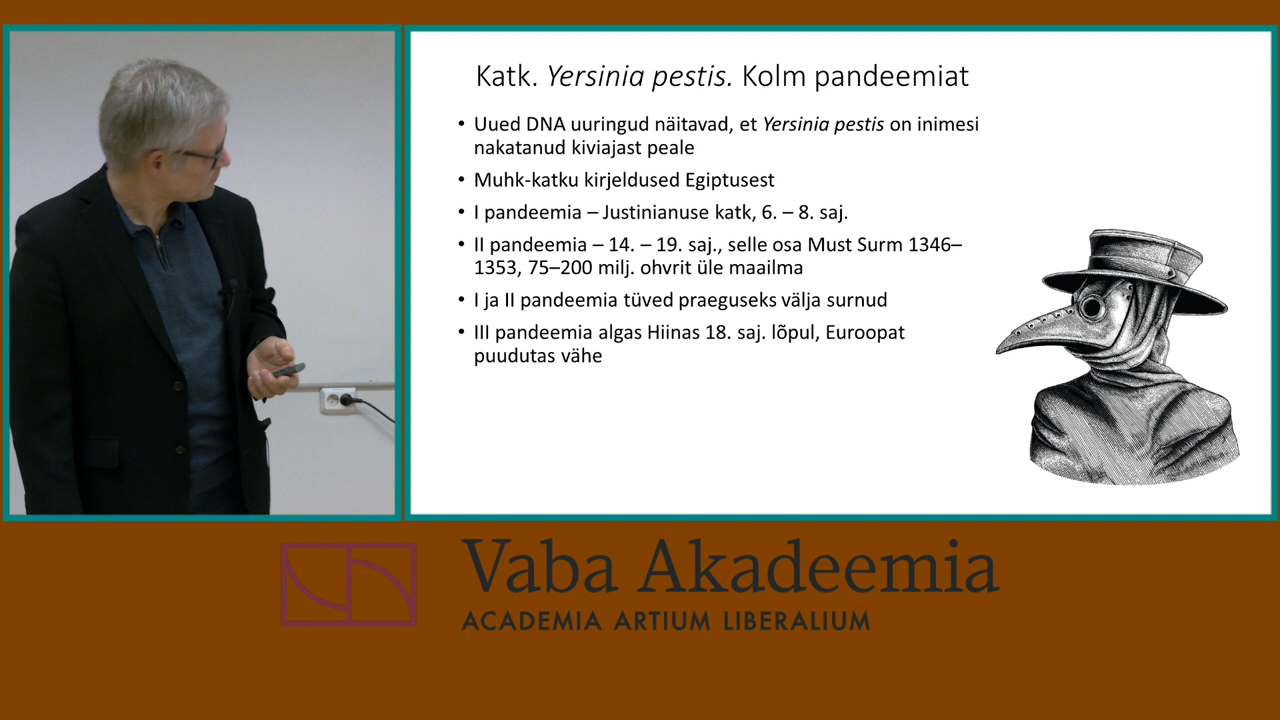 Katk. Yersinia pestis. Kolm pandeemiat
• Uued DNA uuringud näitavad, et Yersinia pestis on inimesi
nakatanud kiviajast peale
• Muhk-katku kirjeldused Egiptusest
• I pandeemia – Justinianuse katk, 6. – 8. saj.
• II pandeemia – 14. – 19. saj., selle osa Must Surm 1346–
1353, 75–200 milj. ohvrit üle maailma
• I ja II pandeemia tüved praeguseks välja surnud
• III pandeemia algas Hiinas 18. saj. lõpul, Euroopat
puudutas vähe
Vaba Akadeemia
ACADEMIA ARTIUM LIBERALIUM